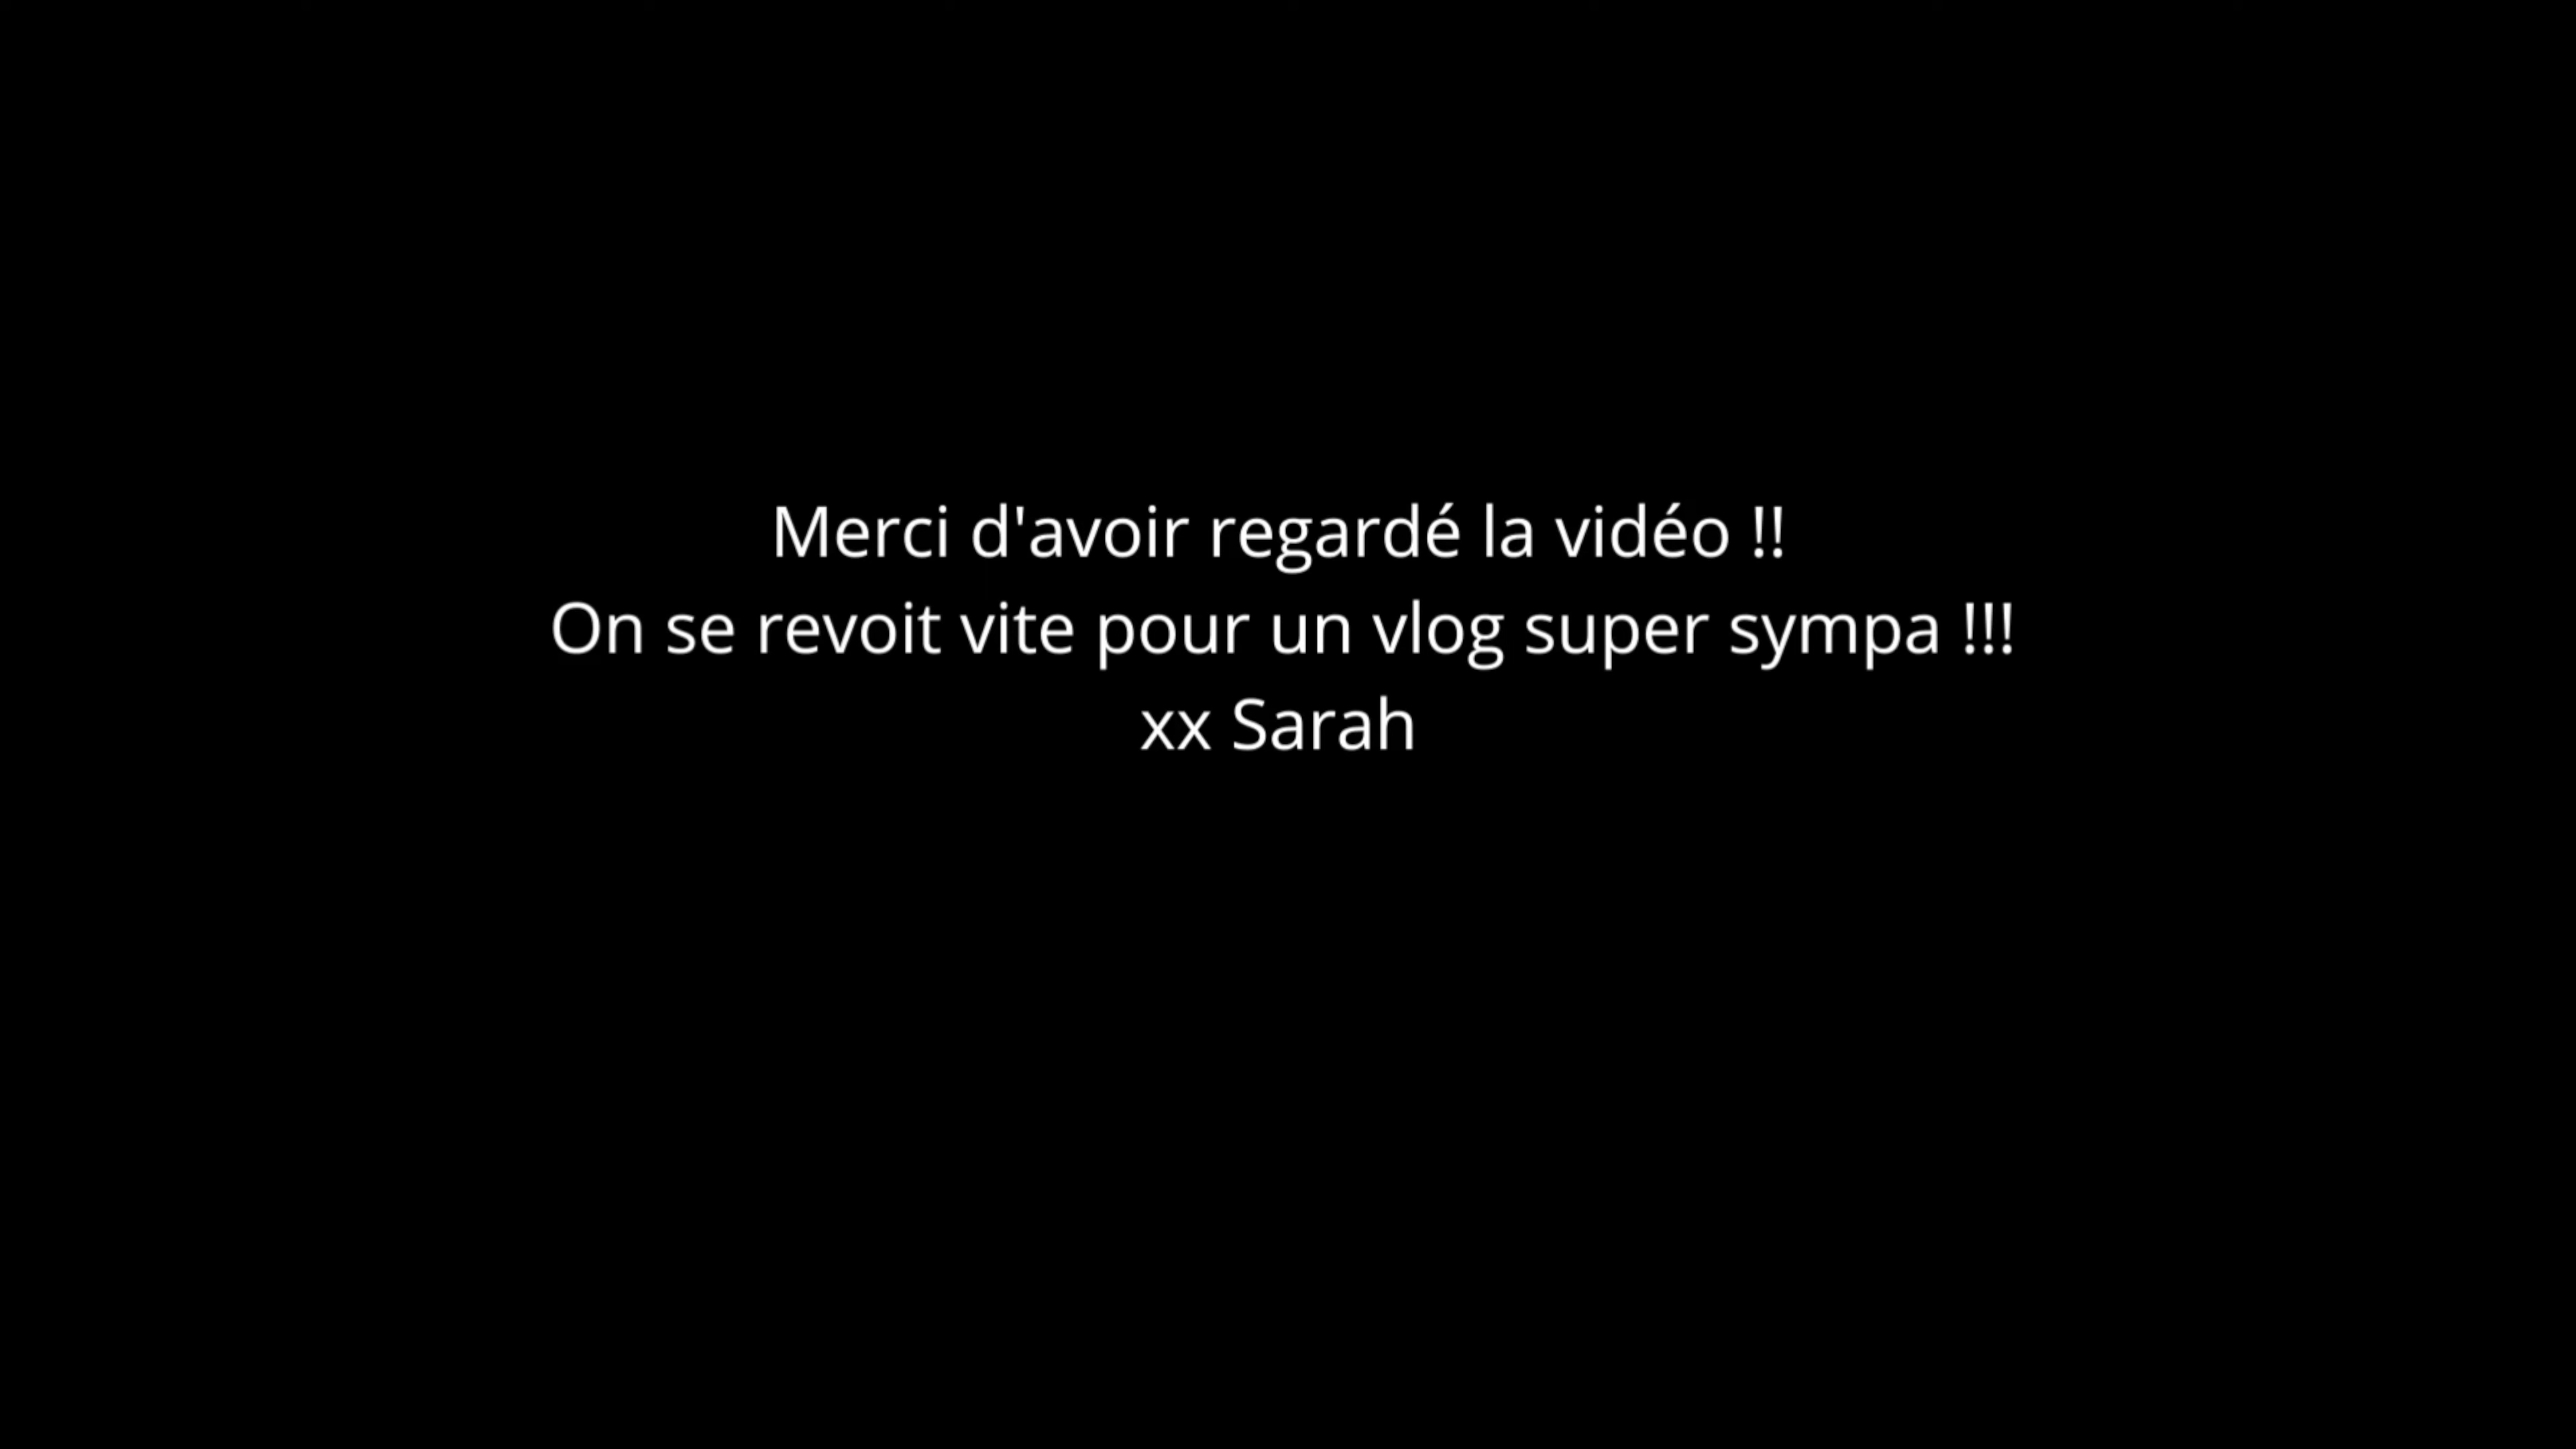 Merci d'avoir regardé la vidéo !!
On se revoit vite pour un vlog super sympa !!!
xx Sarah